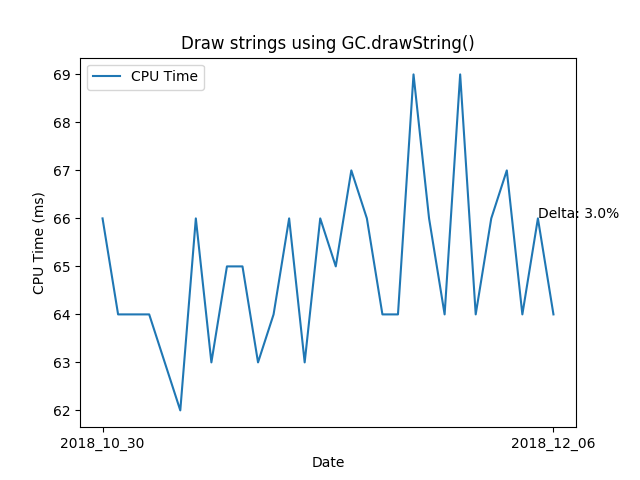 Draw strings using GC.drawString()
CPU Time
69
68
67
66
65
64
63
62
CPU Time (ms)
Delta: 3.0%
2018_10_30
2018_12_06
Date